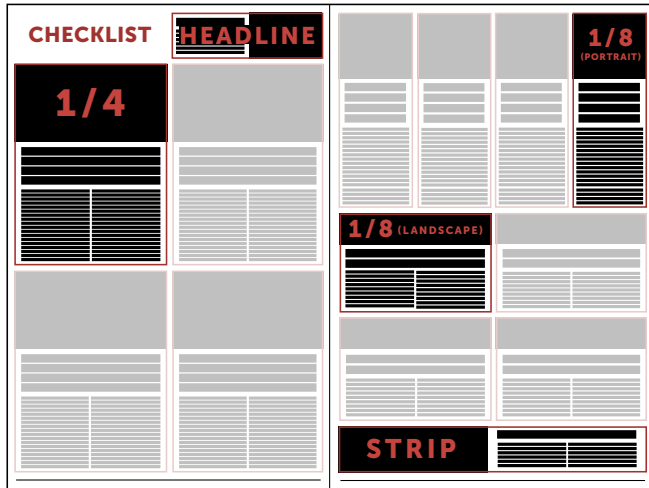 CHECKLIST
HEADLINE
1/4
1/8
(PORTRAIT)
1/8 (LANDSCAPE)
STRIP